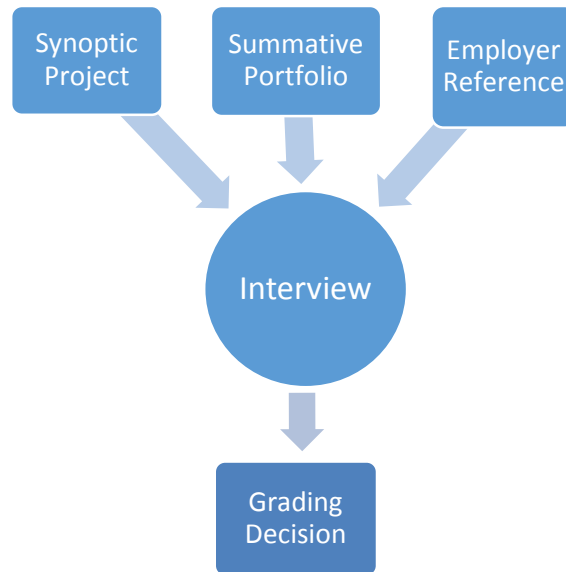 Synoptic
Project
Summative
Portfolio
Employer
Reference
Interview
Grading
Decision